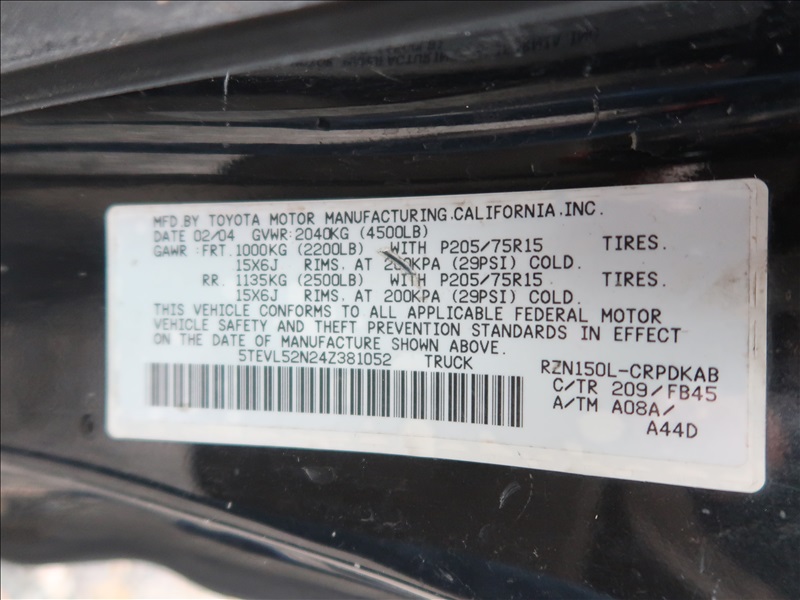 MFD.BY TOYOTA MOTOR MANUFACTURING.CALIFORNIA.INC.
DATE 02/04 GVWR:2040KG (4500LB)
GAWR : FRT. 1000KG (2200LB) WITH P205/75R15 TIRES.
15X6J RIMS. AT 200KPA (29PSI) COLD.
RR. 1135KG (2500LB) WITH P205/75R15 TIRES.
15X6J RIMS. AT 200KPA (29PSI) COLD.
THIS VEHICLE CONFORMS TO ALL APPLICABLE FEDERAL MOTOR
VEHICLE SAFETY AND THEFT PREVENTION STANDARDS IN EFFECT
ON THE DATE OF MANUFACTURE SHOWN ABOVE.
5TEVL52N24Z381052 TRUCK RZN150L-CRPDKAB
C/TR 209/FB45
A/TM A08A/
A44D